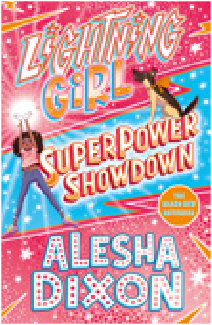 LIGHTNING
GIRL
SUPERPOWER
SHOWDOWN
ALESHA
DIXON